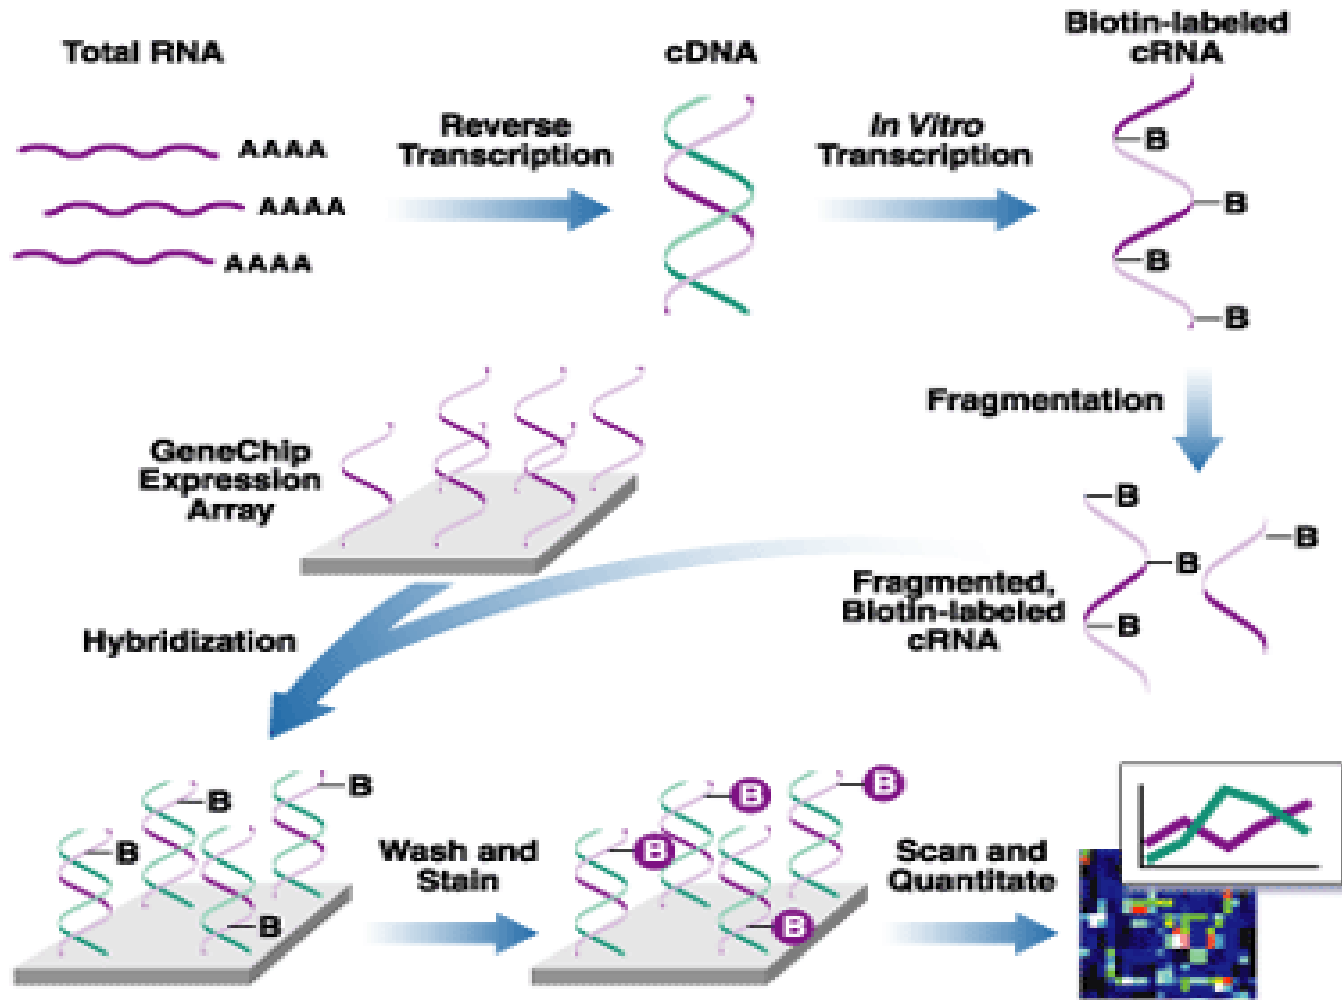 Total RNA
AAAA
AAAA
AAAA
Reverse
Transcription
cDNA
In Vitro
Transcription
Biotin-labeled
cRNA
B
B
B
B
Fragmentation
B
B
B
B
Fragmented,
Biotin-labeled
cRNA
GeneChip
Expression
Array
Hybridization
B
B
B
B
Wash and
Stain
B
B
B
B
Scan and
Quantitate